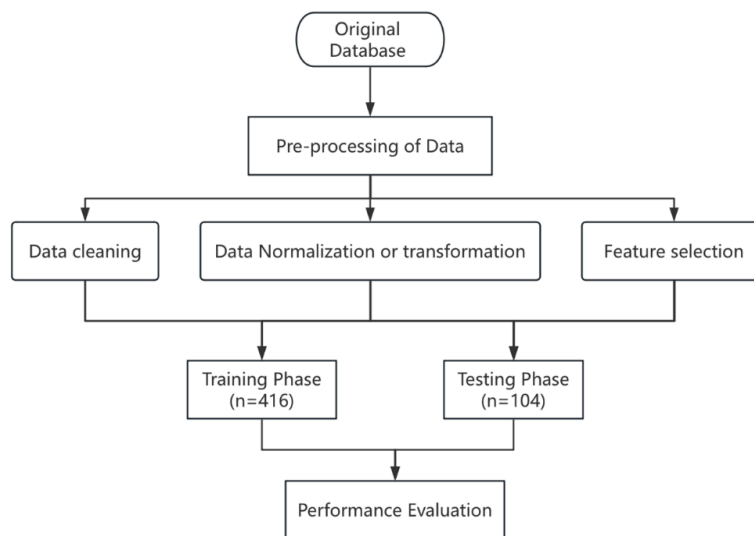 Original
Database
Pre-processing of Data
Data cleaning
Data Normalization or transformation
Feature selection
Training Phase
(n=416)
Testing Phase
(n=104)
Performance Evaluation